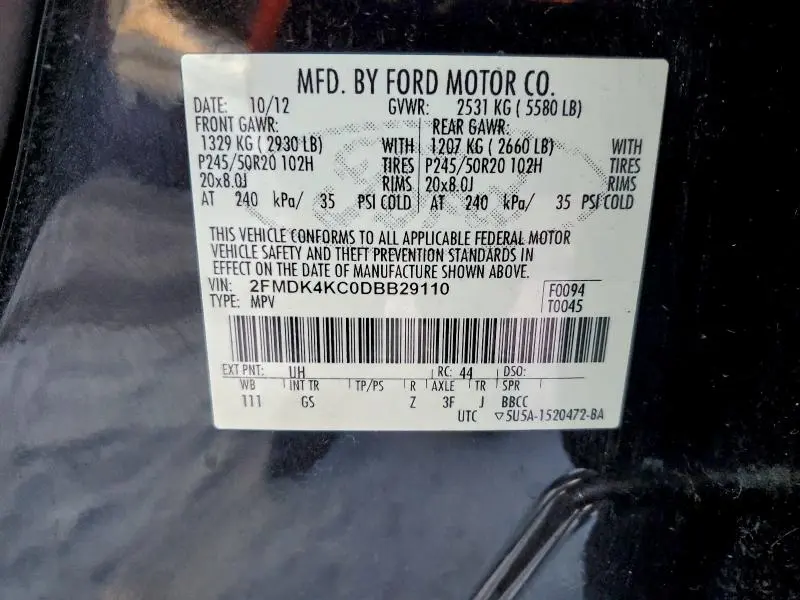 MFD. BY FORD MOTOR CO.
DATE: 10/12 GVWR: 2531 KG ( 5580 LB)
FRONT GAWR: REAR GAWR:
1329 KG ( 2930 LB) WITH 1207 KG ( 2660 LB) WITH
P245/50R20 102H TIRES P245/50R20 102H TIRES
20x8.0J RIMS 20x8.0J RIMS
AT 240 kPa/ 35 PSI COLD AT 240 kPa/ 35 PSI COLD
THIS VEHICLE CONFORMS TO ALL APPLICABLE FEDERAL MOTOR
VEHICLE SAFETY AND THEFT PREVENTION STANDARDS IN
EFFECT ON THE DATE OF MANUFACTURE SHOWN ABOVE.
VIN: 2FMDK4KC0DBB29110 F0094
TYPE: MPV T0045
EXT PNT: UH RC: 44 DSO:
WB INT TR TP/PS R AXLE TR SPR
111 GS Z 3F J BBCC
UTC ▽5U5A-1520472-BA